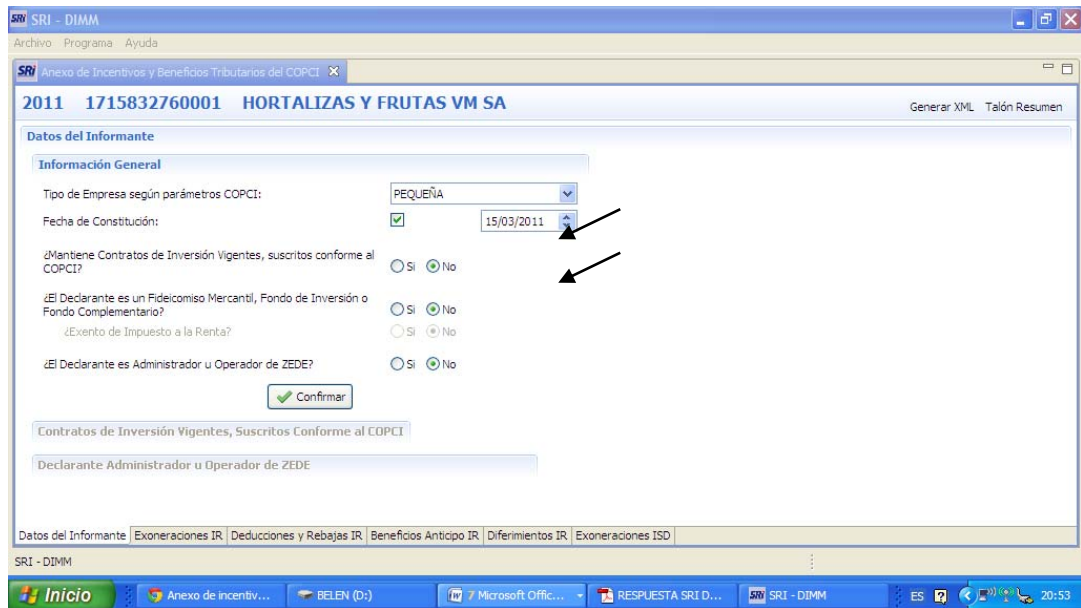 SRI SRI - DIMM
Archivo Programa Ayuda
SRI Anexo de Incentivos y Beneficios Tributarios del COPCI
2011 1715832760001 HORTALIZAS Y FRUTAS VM SA
Generar XML Talón Resumen
Datos del Informante
Información General
Tipo de Empresa según parámetros COPCI: PEQUEÑA
Fecha de Constitución: 15/03/2011
¿Mantiene Contratos de Inversión Vigentes, suscritos conforme al
COPCI? Si No
¿El Declarante es un Fideicomiso Mercantil, Fondo de Inversión o
Fondo Complementario? Si No
¿Exento de Impuesto a la Renta? Si No
¿El Declarante es Administrador u Operador de ZEDE? Si No
Confirmar
Contratos de Inversión Vigentes, Suscritos Conforme al COPCI
Declarante Administrador u Operador de ZEDE
Datos del Informante Exoneraciones IR Deducciones y Rebajas IR Beneficios Anticipo IR Diferimientos IR Exoneraciones ISD
SRI - DIMM
Inicio Anexo de incentiv... BELEN (D:) 7 Microsoft Offic... RESPUESTA SRI D... SRI SRI - DIMM ES 20:53